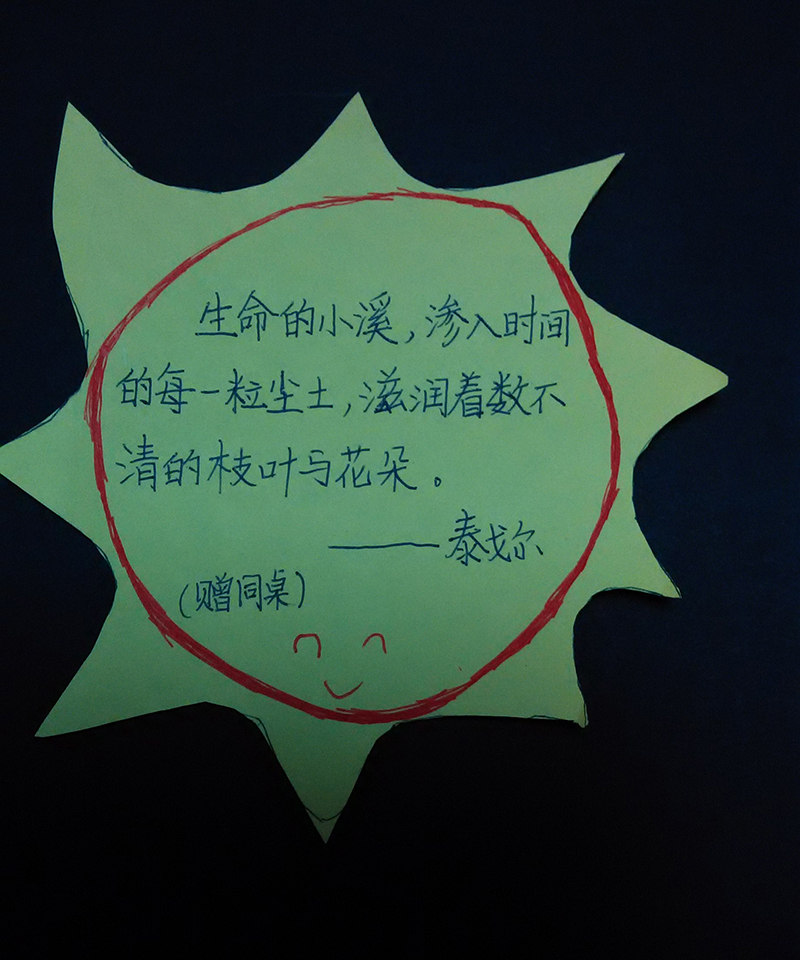 生命的小溪,渗入时间
的每一粒尘土,滋润着数不
清的枝叶与花朵。
——泰戈尔
(赠同桌)